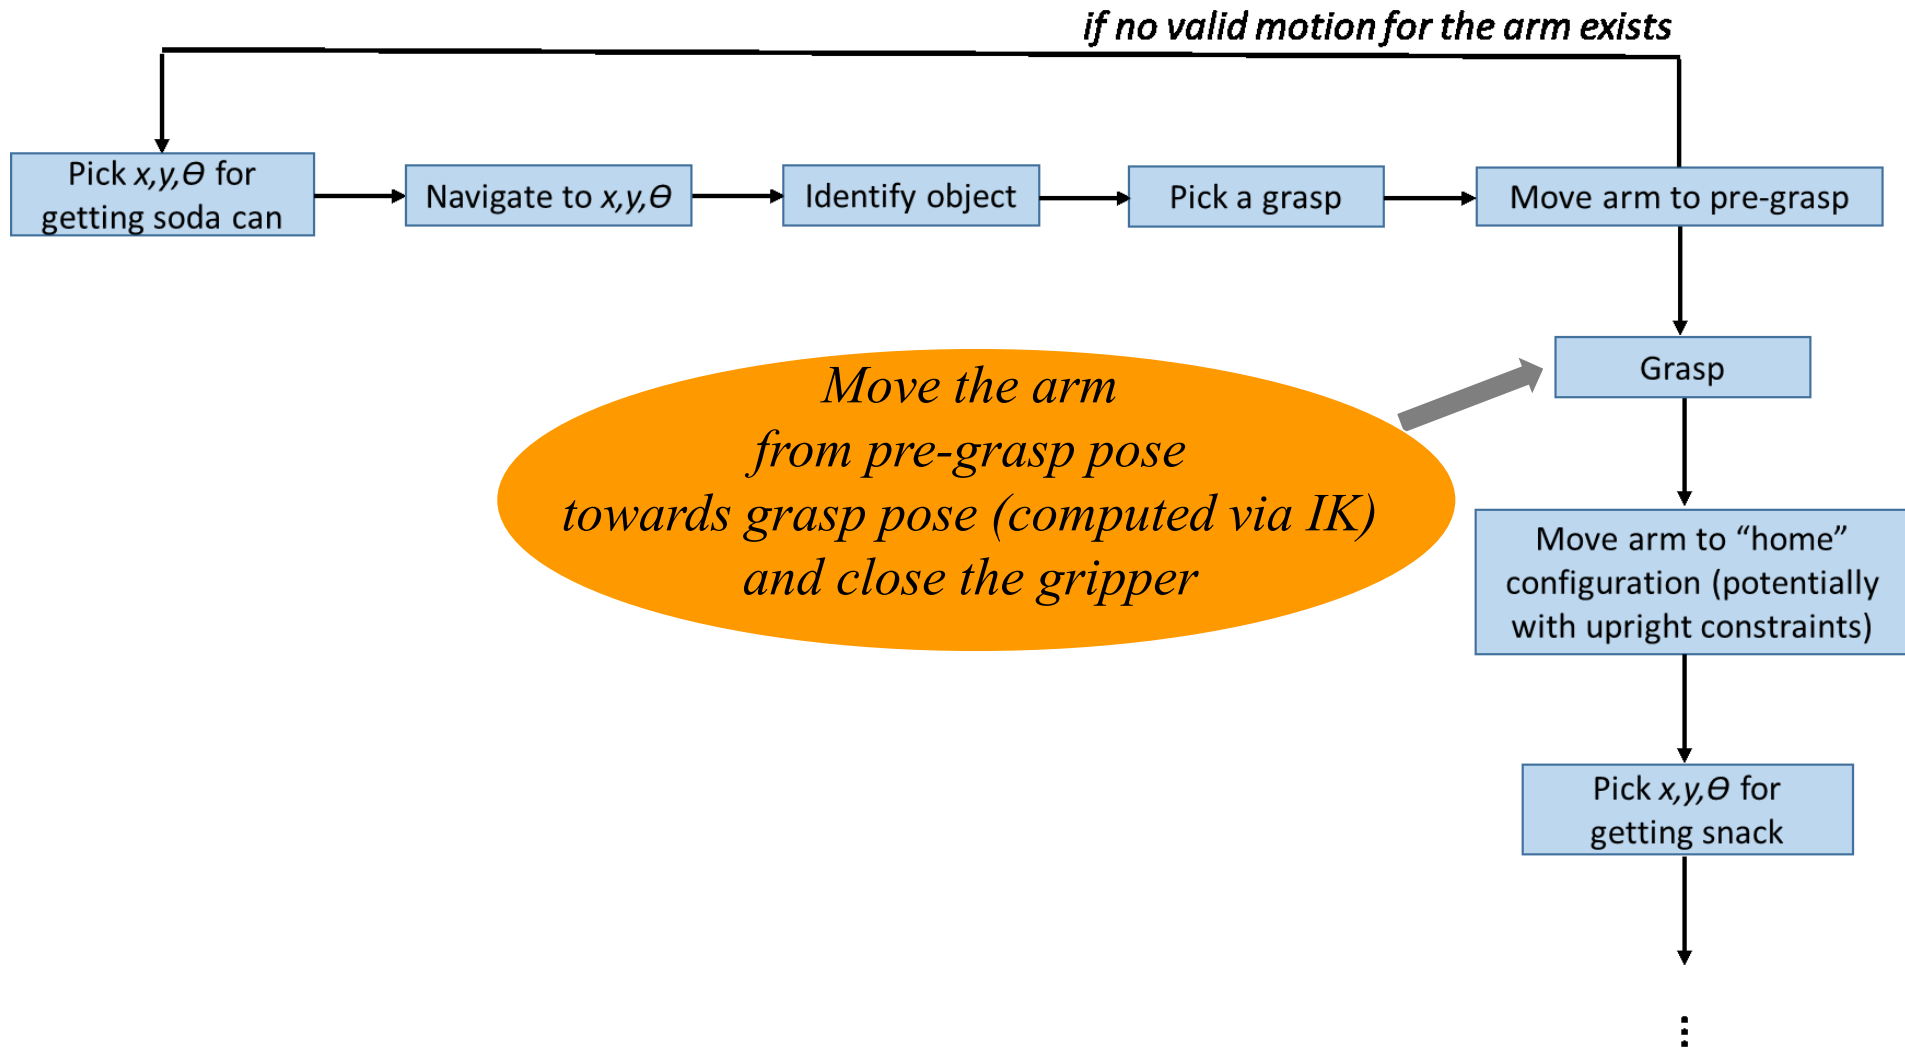 if no valid motion for the arm exists
Pick x,y,ϴ for
getting soda can
Navigate to x,y,ϴ
Identify object
Pick a grasp
Move arm to pre-grasp
Grasp
Move the arm
from pre-grasp pose
towards grasp pose (computed via IK)
and close the gripper
Move arm to “home”
configuration (potentially
with upright constraints)
Pick x,y,ϴ for
getting snack
⋮